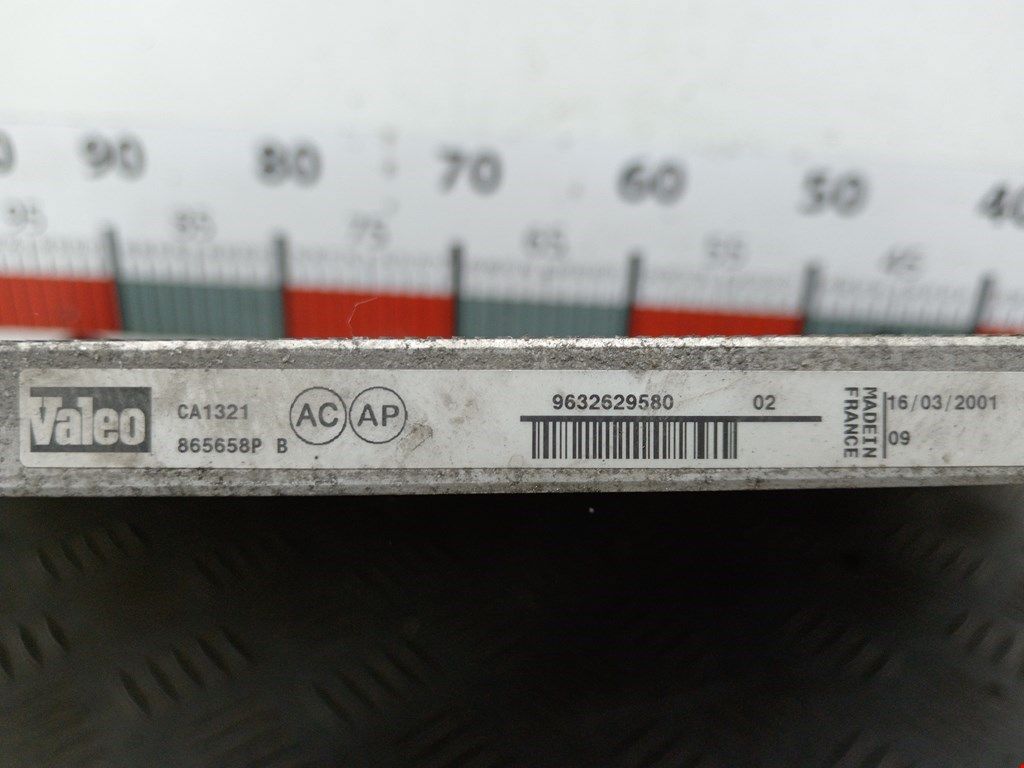 90 80 70 60 50 40
95 85 75 65 55 45
Valeo
CA1321
865658P B
AC AP
9632629580 02
MADE IN
FRANCE
16/03/2001
09